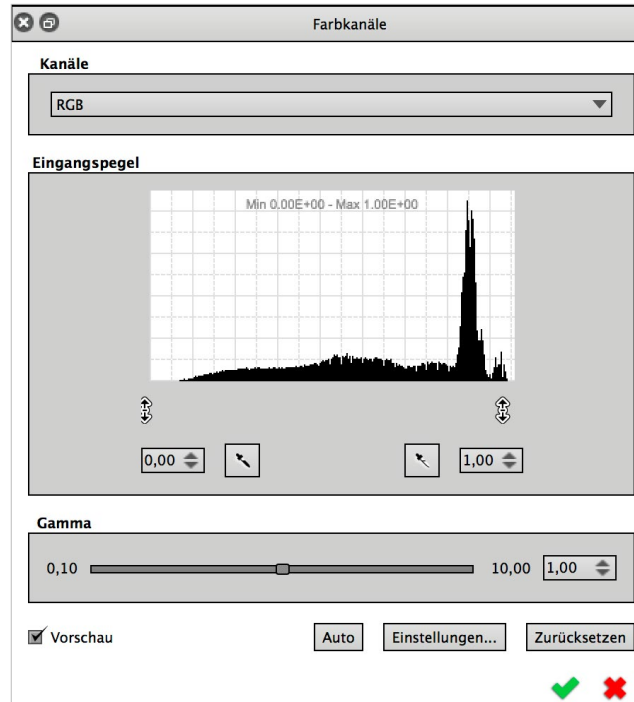 Farbkanäle
Kanäle
RGB
Eingangspegel
Min 0.00E+00 - Max 1.00E+00
0,00 1,00
Gamma
0,10 10,00 1,00
Vorschau Auto Einstellungen... Zurücksetzen